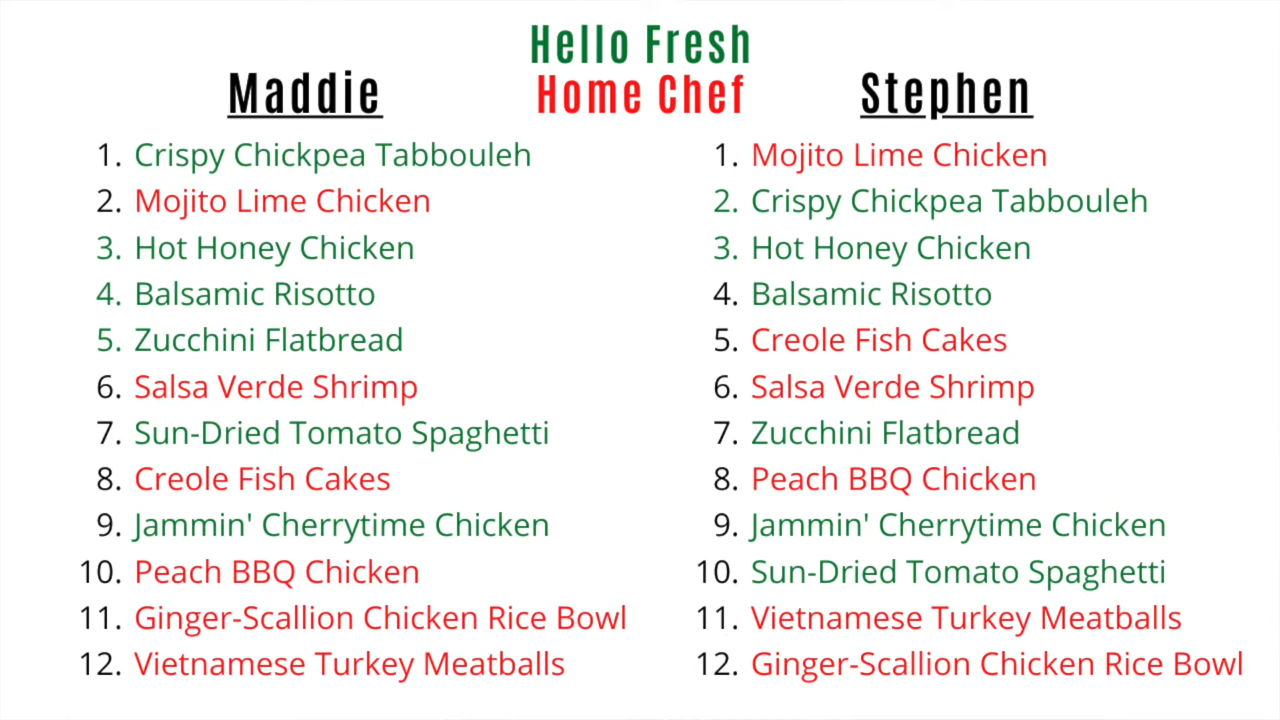 Hello Fresh
Home Chef
Maddie
1. Crispy Chickpea Tabbouleh
2. Mojito Lime Chicken
3. Hot Honey Chicken
4. Balsamic Risotto
5. Zucchini Flatbread
6. Salsa Verde Shrimp
7. Sun-Dried Tomato Spaghetti
8. Creole Fish Cakes
9. Jammin' Cherrytime Chicken
10. Peach BBQ Chicken
11. Ginger-Scallion Chicken Rice Bowl
12. Vietnamese Turkey Meatballs
Stephen
1. Mojito Lime Chicken
2. Crispy Chickpea Tabbouleh
3. Hot Honey Chicken
4. Balsamic Risotto
5. Creole Fish Cakes
6. Salsa Verde Shrimp
7. Zucchini Flatbread
8. Peach BBQ Chicken
9. Jammin' Cherrytime Chicken
10. Sun-Dried Tomato Spaghetti
11. Vietnamese Turkey Meatballs
12. Ginger-Scallion Chicken Rice Bowl